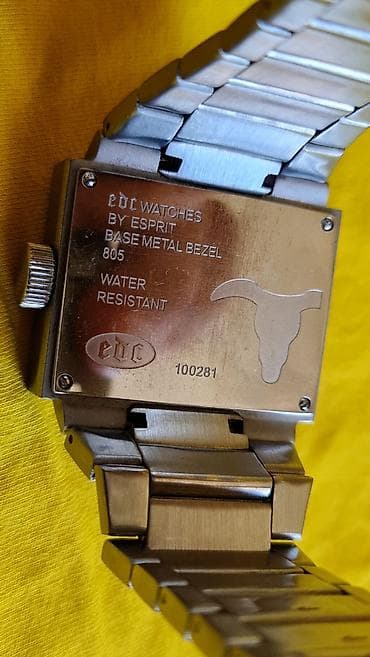 edc WATCHES
BY ESPRIT
BASE METAL BEZEL
805
WATER
RESISTANT
edc
100281